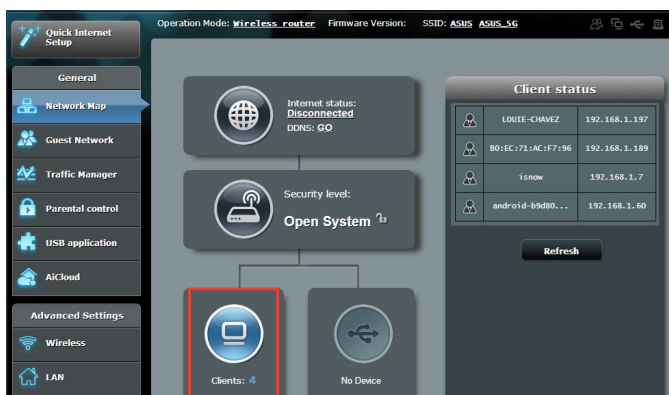 Operation Mode: Wireless router Firmware Version: SSID: ASUS ASUS_5G
Quick Internet
Setup
General
Network Map
Guest Network
Traffic Manager
Parental control
USB application
AiCloud
Advanced Settings
Wireless
LAN
Internet status:
Disconnected
DDNS: GO
Security level:
Open System
Clients: 4
No Device
Client status
LOUIE-CHAVEZ 192.168.1.197
B0:EC:71:AC:F7:96 192.168.1.189
isnow 192.168.1.7
android-b9d80... 192.168.1.60
Refresh